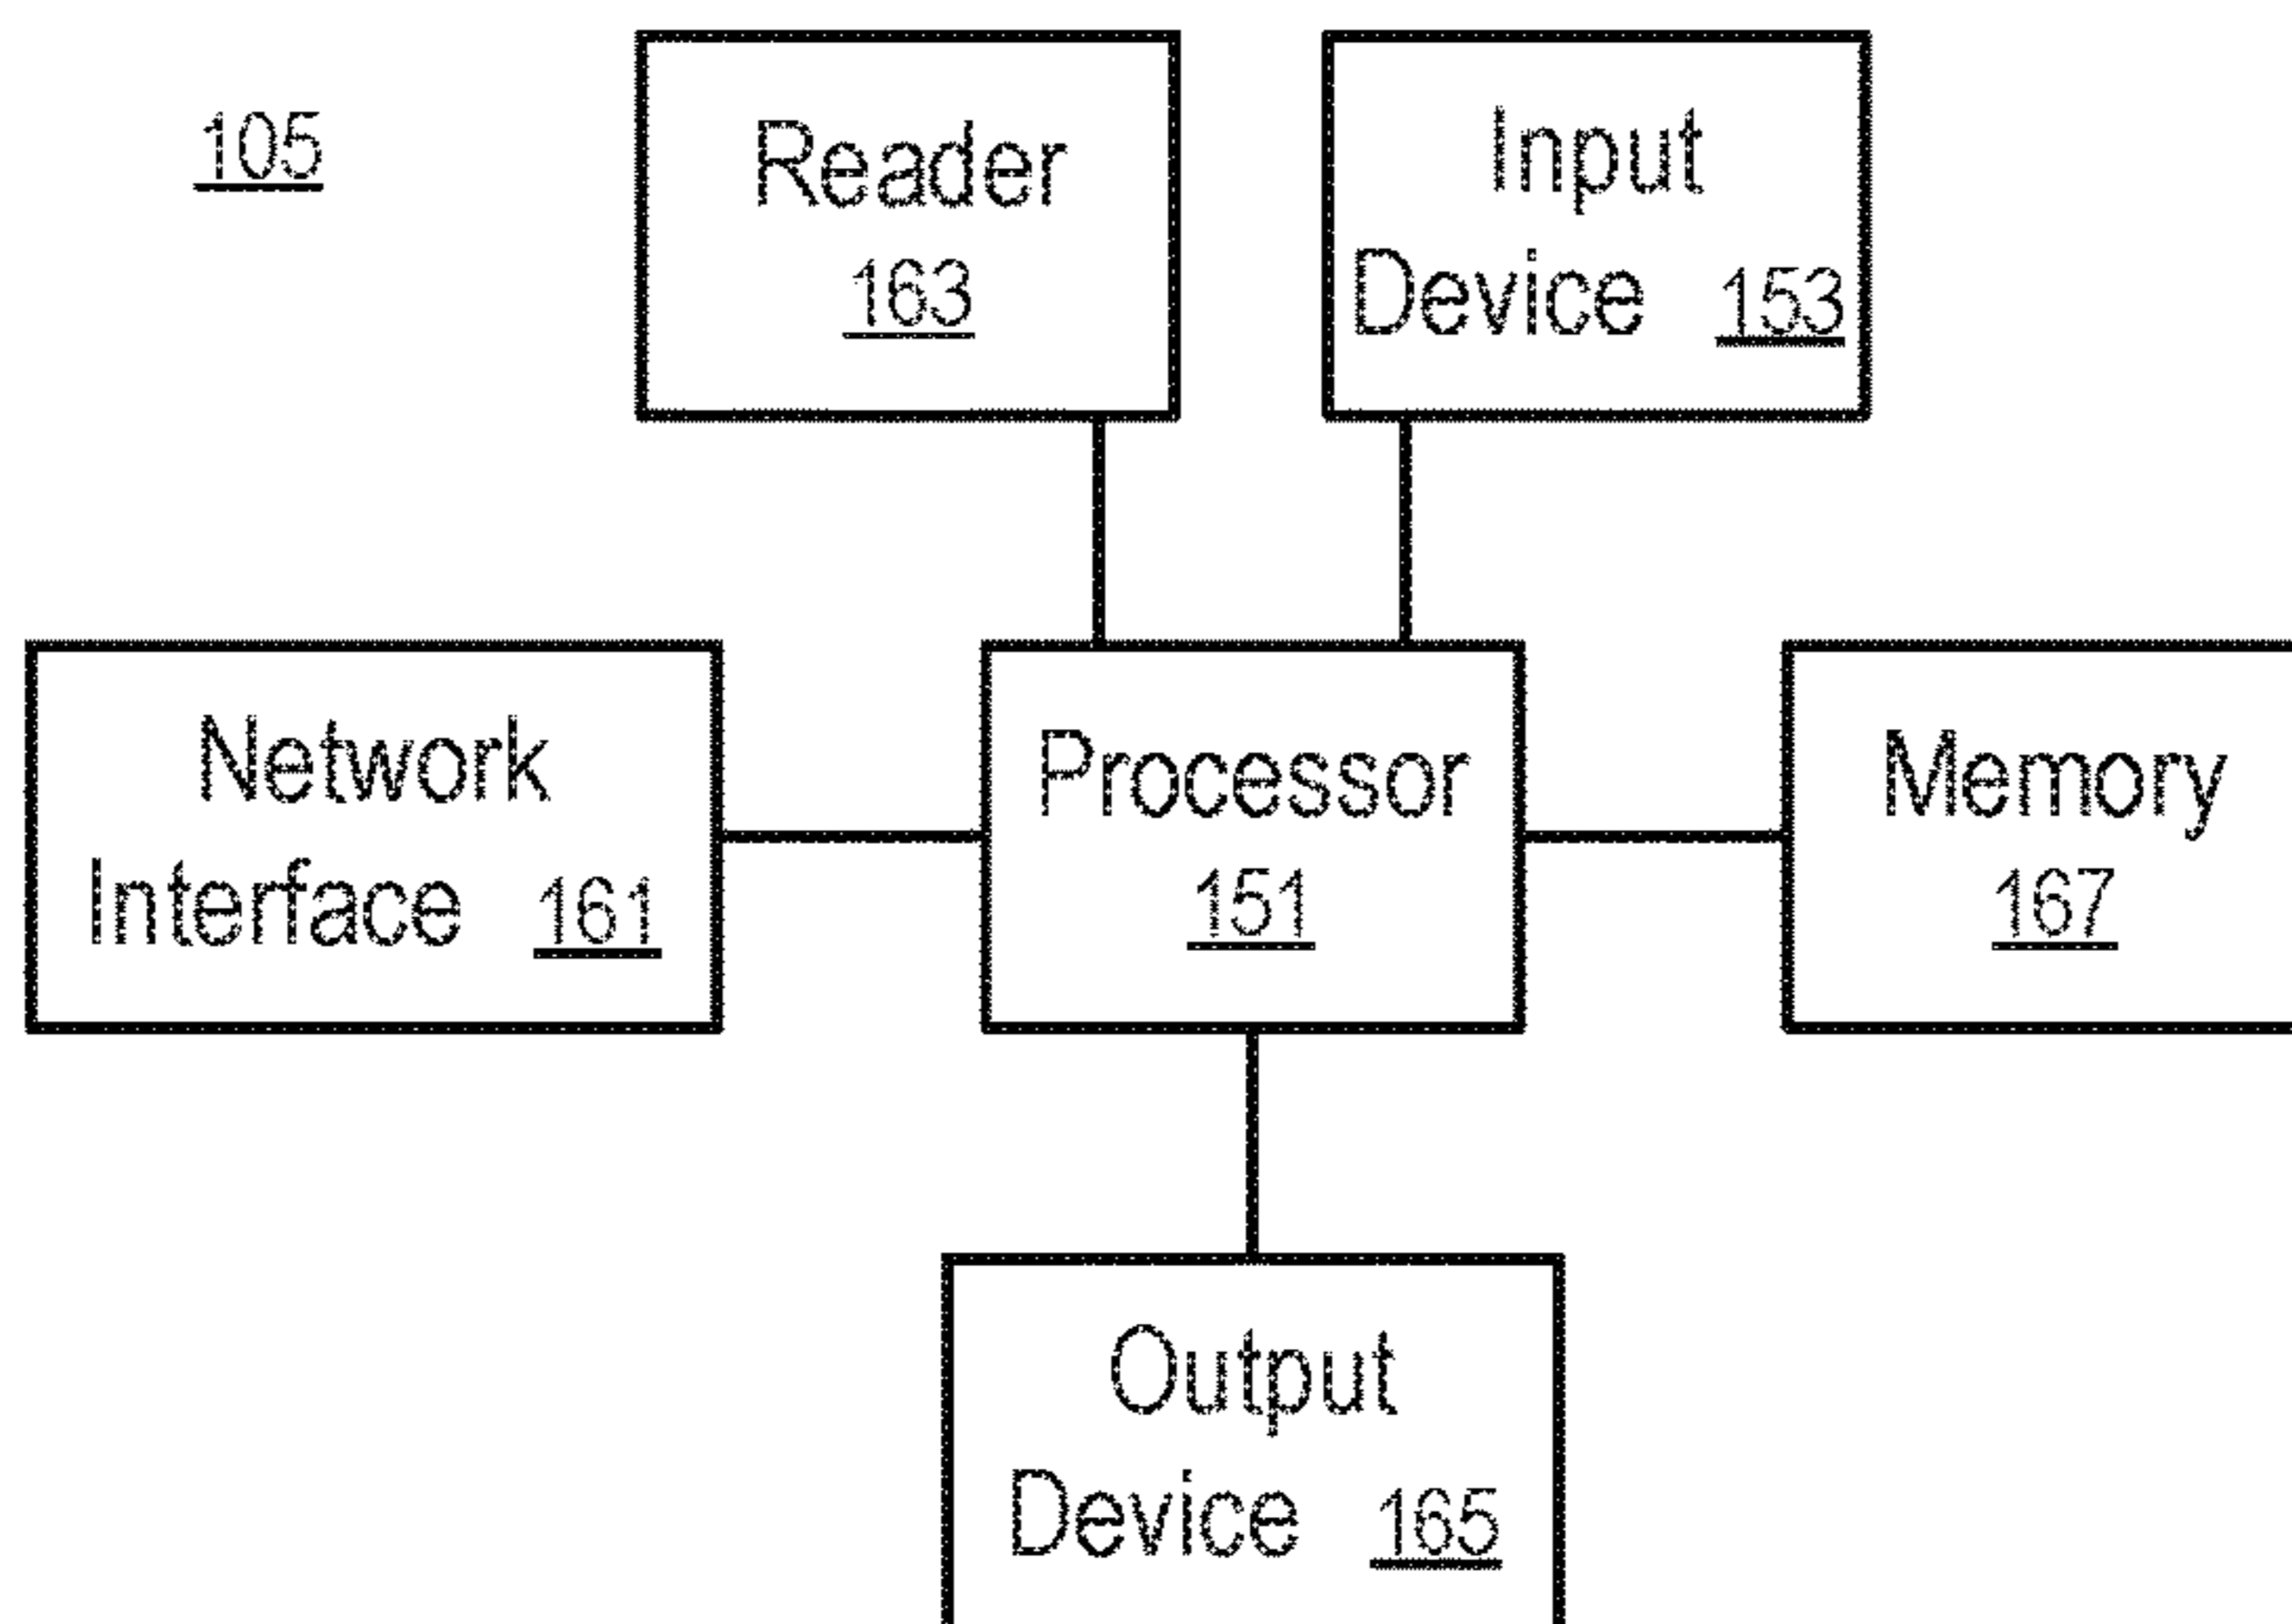 105
Reader
163
Input
Device 153
Network
Interface 161
Processor
151
Memory
167
Output
Device 165